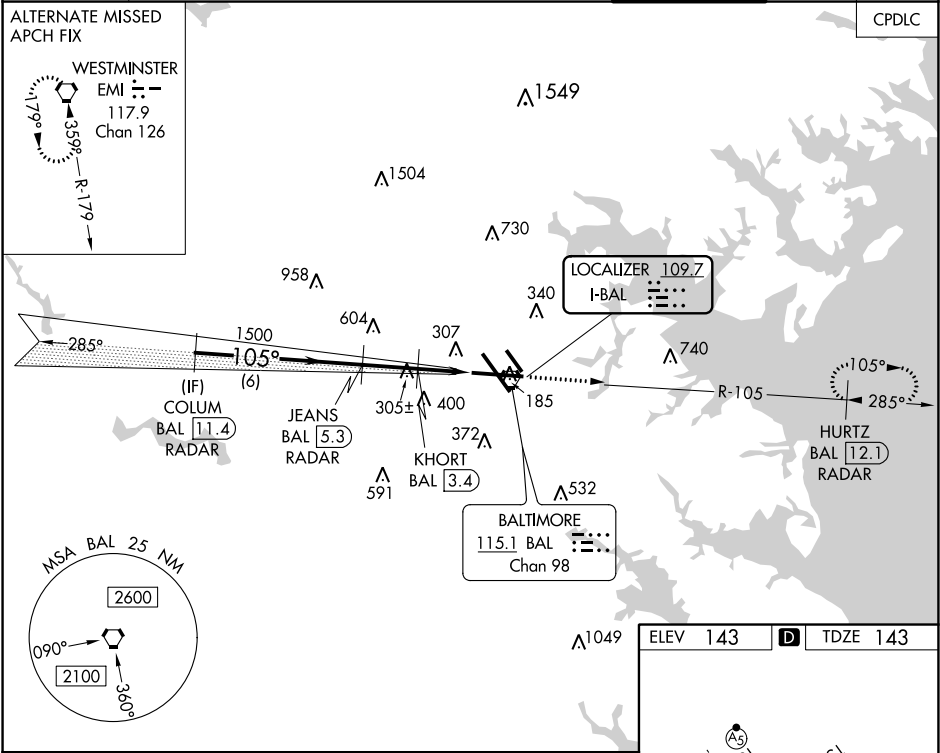 ALTERNATE MISSED
APCH FIX
WESTMINSTER
EMI
117.9
Chan 126
179°
359°
R-179
CPDLC
1549
1504
730
958
604
307
340
740
LOCALIZER 109.7
I-BAL
285°
1500
105°
(6)
(IF)
COLUM
BAL 11.4
RADAR
JEANS
BAL 5.3
RADAR
305±
400
KHORT
BAL 3.4
372
591
185
532
R-105
105°
285°
HURTZ
BAL 12.1
RADAR
BALTIMORE
115.1 BAL
Chan 98
MSA BAL 25 NM
2600
090°
2100
360°
1049
ELEV 143 D TDZE 143
A5